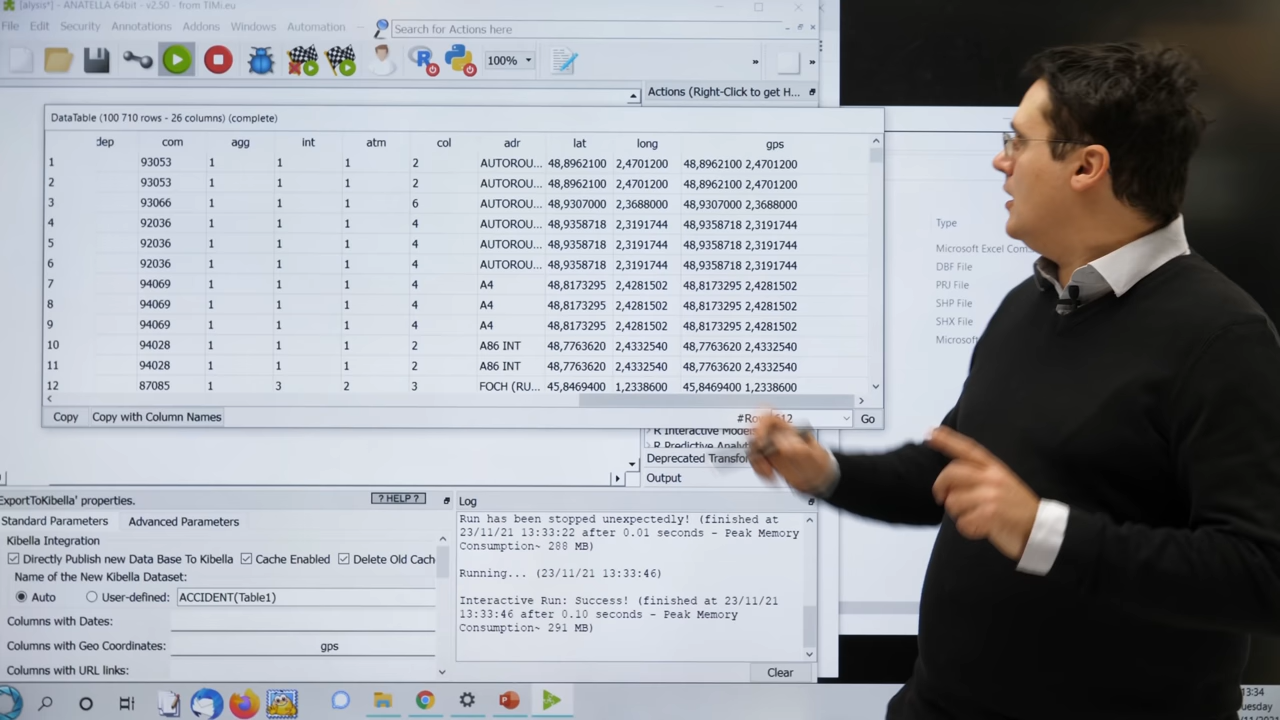 [alysis* - ANATELLA 64bit - v2.50 - from TIMi.eu
File Edit Security Annotations Addons Windows Automation
Search for Actions here
100%
»
»
Actions (Right-Click to get H...
DataTable (100 710 rows - 26 columns) (complete)
dep com agg int atm col adr lat long gps
1 93053 1 1 1 2 AUTOROU... 48,8962100 2,4701200 48,8962100 2,4701200
2 93053 1 1 1 2 AUTOROU... 48,8962100 2,4701200 48,8962100 2,4701200
3 93066 1 1 1 6 AUTOROU... 48,9307000 2,3688000 48,9307000 2,3688000
4 92036 1 1 1 4 AUTOROU... 48,9358718 2,3191744 48,9358718 2,3191744
5 92036 1 1 1 4 AUTOROU... 48,9358718 2,3191744 48,9358718 2,3191744
6 92036 1 1 1 4 AUTOROU... 48,9358718 2,3191744 48,9358718 2,3191744
7 94069 1 1 1 4 A4 48,8173295 2,4281502 48,8173295 2,4281502
8 94069 1 1 1 4 A4 48,8173295 2,4281502 48,8173295 2,4281502
9 94069 1 1 1 4 A4 48,8173295 2,4281502 48,8173295 2,4281502
10 94028 1 1 1 2 A86 INT 48,7763620 2,4332540 48,7763620 2,4332540
11 94028 1 1 1 2 A86 INT 48,7763620 2,4332540 48,7763620 2,4332540
12 87085 1 3 2 3 FOCH (RU... 45,8469400 1,2338600 45,8469400 1,2338600
Copy Copy with Column Names 12 Go
Type
Microsoft Excel Com
DBF File
PRJ File
SHP File
SHX File
Microsof
R Interactive Models
R Predictive Analyt
Deprecated Transfo
Output
ExportToKibella' properties. ? HELP ?
Standard Parameters Advanced Parameters
Kibella Integration
Directly Publish new Data Base To Kibella Cache Enabled Delete Old Cach
Name of the New Kibella Dataset:
Auto User-defined: ACCIDENT(Table1)
Columns with Dates:
Columns with Geo Coordinates: gps
Columns with URL links:
Log
Run has been stopped unexpectedly! (finished at
23/11/21 13:33:22 after 0.01 seconds - Peak Memory
Consumption~ 288 MB)
Running... (23/11/21 13:33:46)
Interactive Run: Success! (finished at 23/11/21
13:33:46 after 0.10 seconds - Peak Memory
Consumption~ 291 MB)
Clear
13:34
uesday